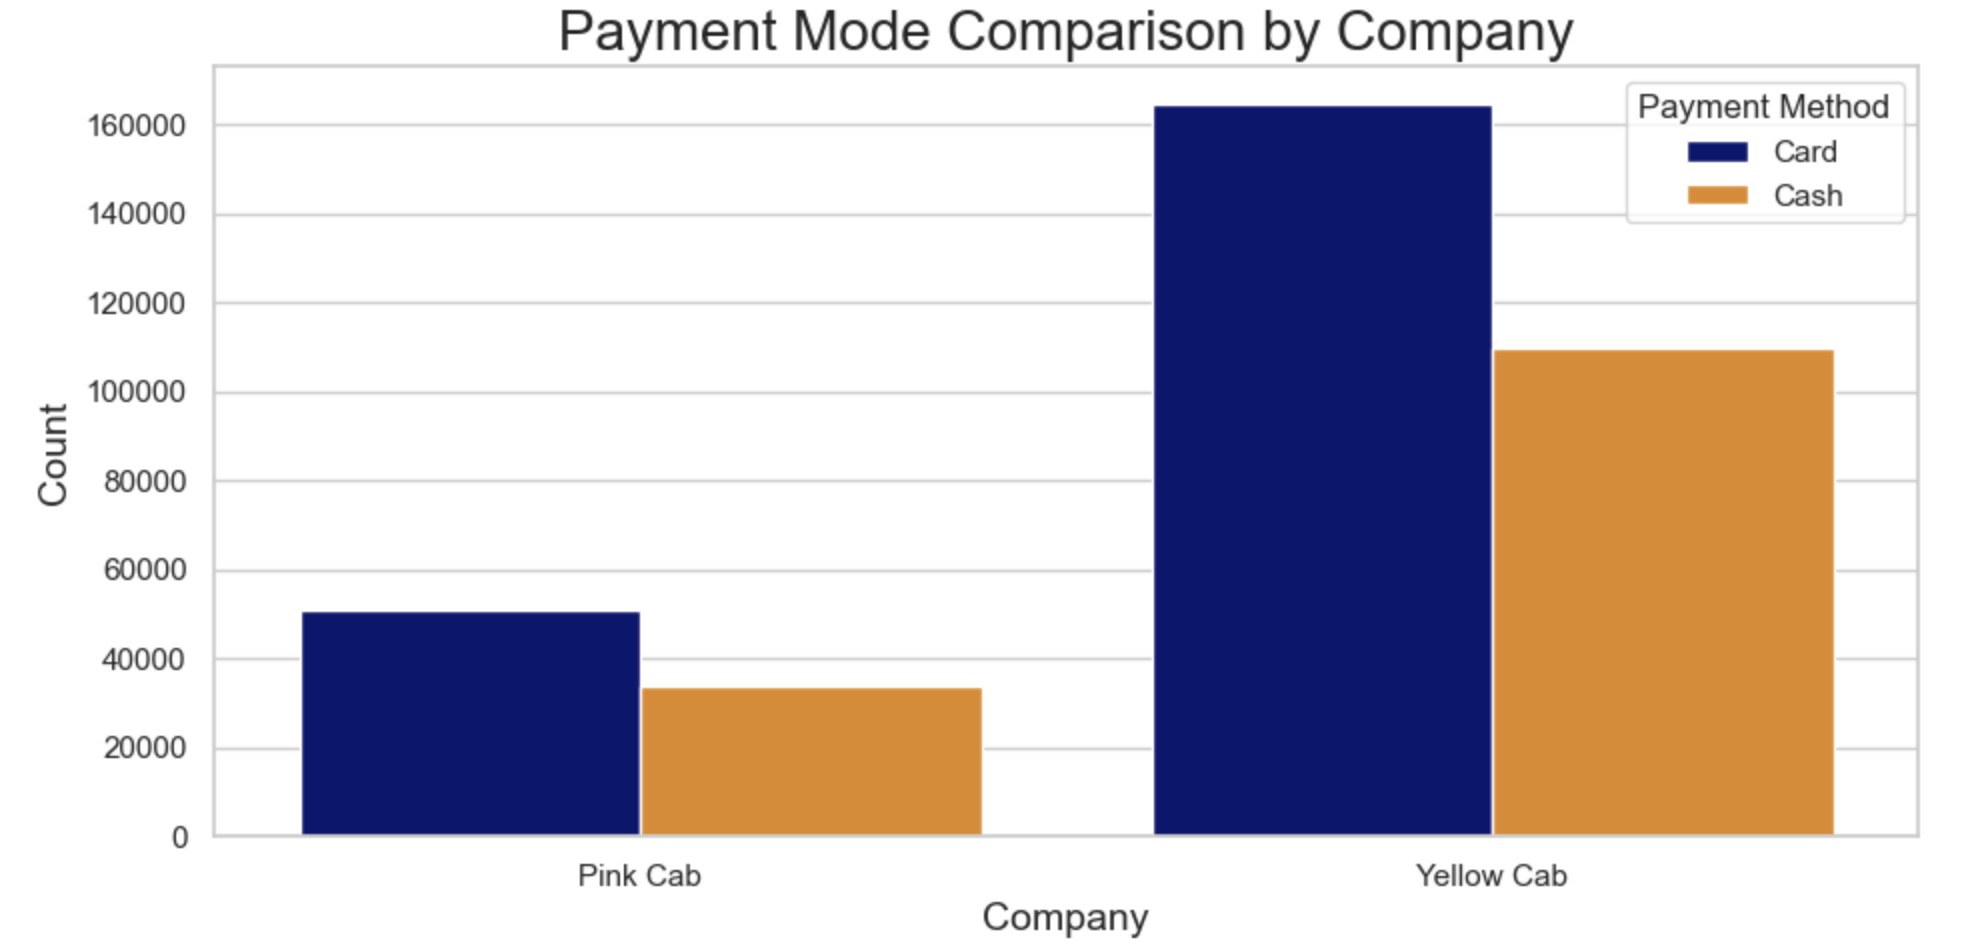 Payment Mode Comparison by Company
Payment Method
Card
Cash
160000
140000
120000
100000
80000
60000
40000
20000
0
Count
Pink Cab
Yellow Cab
Company